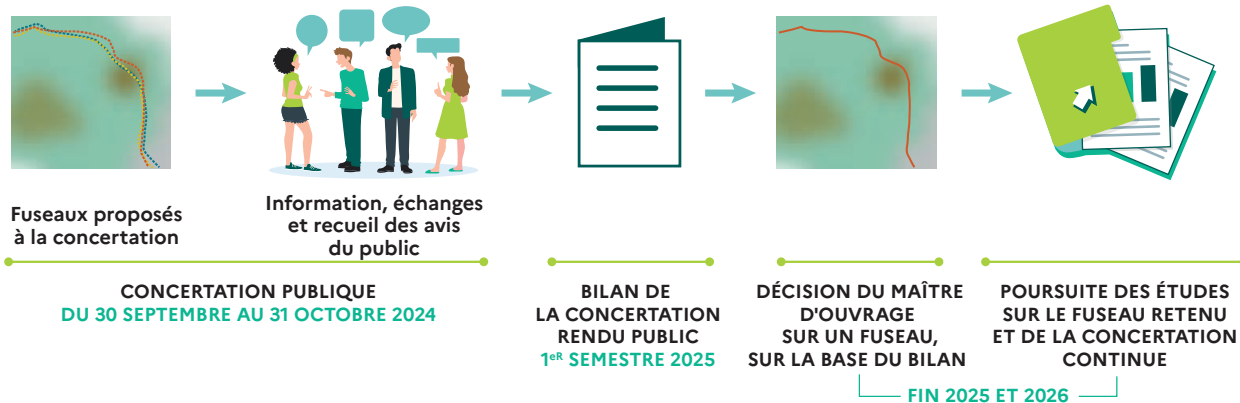 Fuseaux proposés
à la concertation
Information, échanges
et recueil des avis
du public
CONCERTATION PUBLIQUE
DU 30 SEPTEMBRE AU 31 OCTOBRE 2024
BILAN DE
LA CONCERTATION
RENDU PUBLIC
1eR SEMESTRE 2025
DÉCISION DU MAÎTRE
D'OUVRAGE
SUR UN FUSEAU,
SUR LA BASE DU BILAN
POURSUITE DES ÉTUDES
SUR LE FUSEAU RETENU
ET DE LA CONCERTATION
CONTINUE
FIN 2025 ET 2026